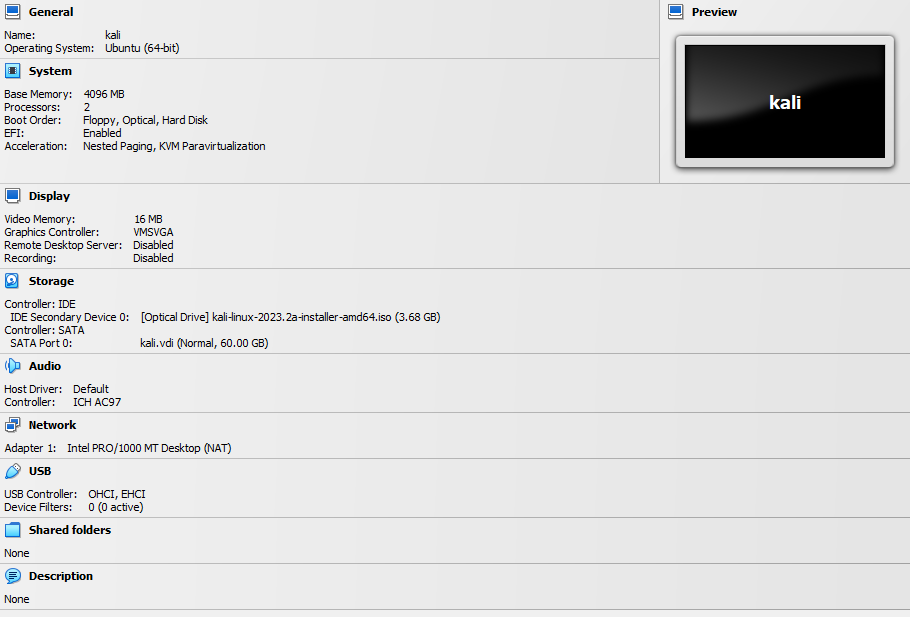 General
Name: kali
Operating System: Ubuntu (64-bit)
System
Base Memory: 4096 MB
Processors: 2
Boot Order: Floppy, Optical, Hard Disk
EFI: Enabled
Acceleration: Nested Paging, KVM Paravirtualization
Preview
kali
Display
Video Memory: 16 MB
Graphics Controller: VMSVGA
Remote Desktop Server: Disabled
Recording: Disabled
Storage
Controller: IDE
IDE Secondary Device 0: [Optical Drive] kali-linux-2023.2a-installer-amd64.iso (3.68 GB)
Controller: SATA
SATA Port 0: kali.vdi (Normal, 60.00 GB)
Audio
Host Driver: Default
Controller: ICH AC97
Network
Adapter 1: Intel PRO/1000 MT Desktop (NAT)
USB
USB Controller: OHCI, EHCI
Device Filters: 0 (0 active)
Shared folders
None
Description
None